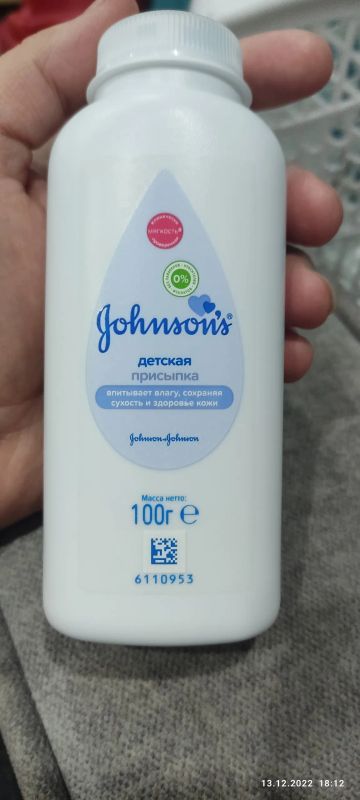 МЯГКОСТЬ®
0%
Johnson's®
детская
присыпка
впитывает влагу, сохраняя
сухость и здоровье кожи
Johnson & Johnson
Масса нетто:
100г e
6110953
13.12.2022 18:12